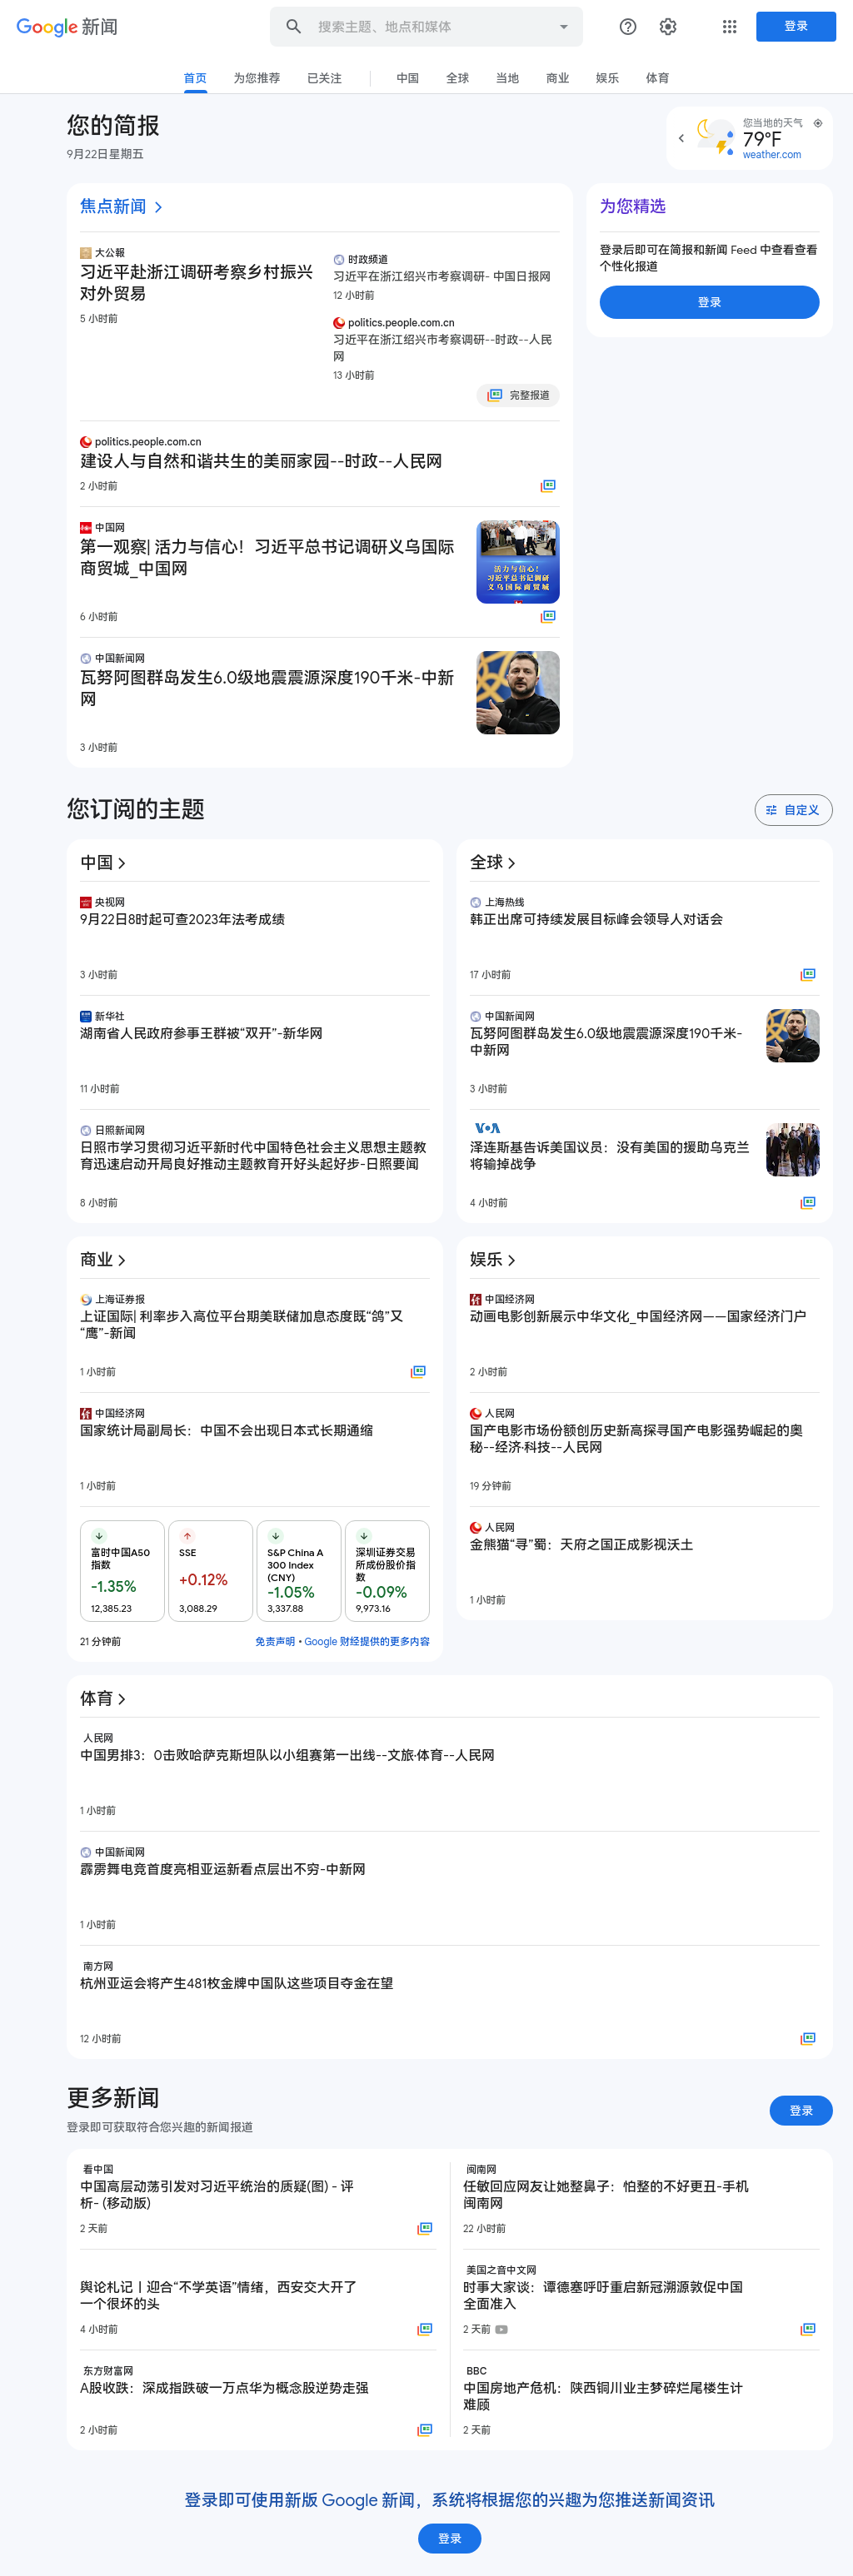 Google 新闻
搜索主题、地点和媒体
登录
首页 为您推荐 已关注 中国 全球 当地 商业 娱乐 体育
您的简报
9月22日星期五
您当地的天气
79°F
weather.com
焦点新闻
大公報
习近平赴浙江调研考察乡村振兴
对外贸易
5 小时前
时政频道
习近平在浙江绍兴市考察调研- 中国日报网
12 小时前
politics.people.com.cn
习近平在浙江绍兴市考察调研--时政--人民
网
13 小时前
完整报道
politics.people.com.cn
建设人与自然和谐共生的美丽家园--时政--人民网
2 小时前
中国网
第一观察| 活力与信心！习近平总书记调研义乌国际
商贸城_中国网
活力与信心！
习近平总书记调研
义乌国际商贸城
6 小时前
中国新闻网
瓦努阿图群岛发生6.0级地震震源深度190千米-中新
网
3 小时前
为您精选
登录后即可在简报和新闻 Feed 中查看查看
个性化报道
登录
您订阅的主题
自定义
中国
央视网
9月22日8时起可查2023年法考成绩
3 小时前
新华社
湖南省人民政府参事王群被“双开”-新华网
11 小时前
日照新闻网
日照市学习贯彻习近平新时代中国特色社会主义思想主题教
育迅速启动开局良好推动主题教育开好头起好步-日照要闻
8 小时前
全球
上海热线
韩正出席可持续发展目标峰会领导人对话会
17 小时前
中国新闻网
瓦努阿图群岛发生6.0级地震震源深度190千米-
中新网
3 小时前
VOA
泽连斯基告诉美国议员：没有美国的援助乌克兰
将输掉战争
4 小时前
商业
上海证券报
上证国际| 利率步入高位平台期美联储加息态度既“鸽”又
“鹰”-新闻
1 小时前
中国经济网
国家统计局副局长：中国不会出现日本式长期通缩
1 小时前
富时中国A50
指数
-1.35%
12,385.23
SSE
+0.12%
3,088.29
S&P China A
300 Index
(CNY)
-1.05%
3,337.88
深圳证券交易
所成份股价指
数
-0.09%
9,973.16
21 分钟前
免责声明 • Google 财经提供的更多内容
娱乐
中国经济网
动画电影创新展示中华文化_中国经济网——国家经济门户
2 小时前
人民网
国产电影市场份额创历史新高探寻国产电影强势崛起的奥
秘--经济·科技--人民网
19 分钟前
人民网
金熊猫“寻”蜀：天府之国正成影视沃土
1 小时前
体育
人民网
中国男排3：0击败哈萨克斯坦队以小组赛第一出线--文旅·体育--人民网
1 小时前
中国新闻网
霹雳舞电竞首度亮相亚运新看点层出不穷-中新网
1 小时前
南方网
杭州亚运会将产生481枚金牌中国队这些项目夺金在望
12 小时前
更多新闻
登录即可获取符合您兴趣的新闻报道
登录
看中国
中国高层动荡引发对习近平统治的质疑(图) - 评
析- (移动版)
2 天前
舆论札记丨迎合“不学英语”情绪，西安交大开了
一个很坏的头
4 小时前
东方财富网
A股收跌：深成指跌破一万点华为概念股逆势走强
2 小时前
闽南网
任敏回应网友让她整鼻子：怕整的不好更丑-手机
闽南网
22 小时前
美国之音中文网
时事大家谈：谭德塞呼吁重启新冠溯源敦促中国
全面准入
2 天前
BBC
中国房地产危机：陕西铜川业主梦碎烂尾楼生计
难顾
2 天前
登录即可使用新版 Google 新闻，系统将根据您的兴趣为您推送新闻资讯
登录